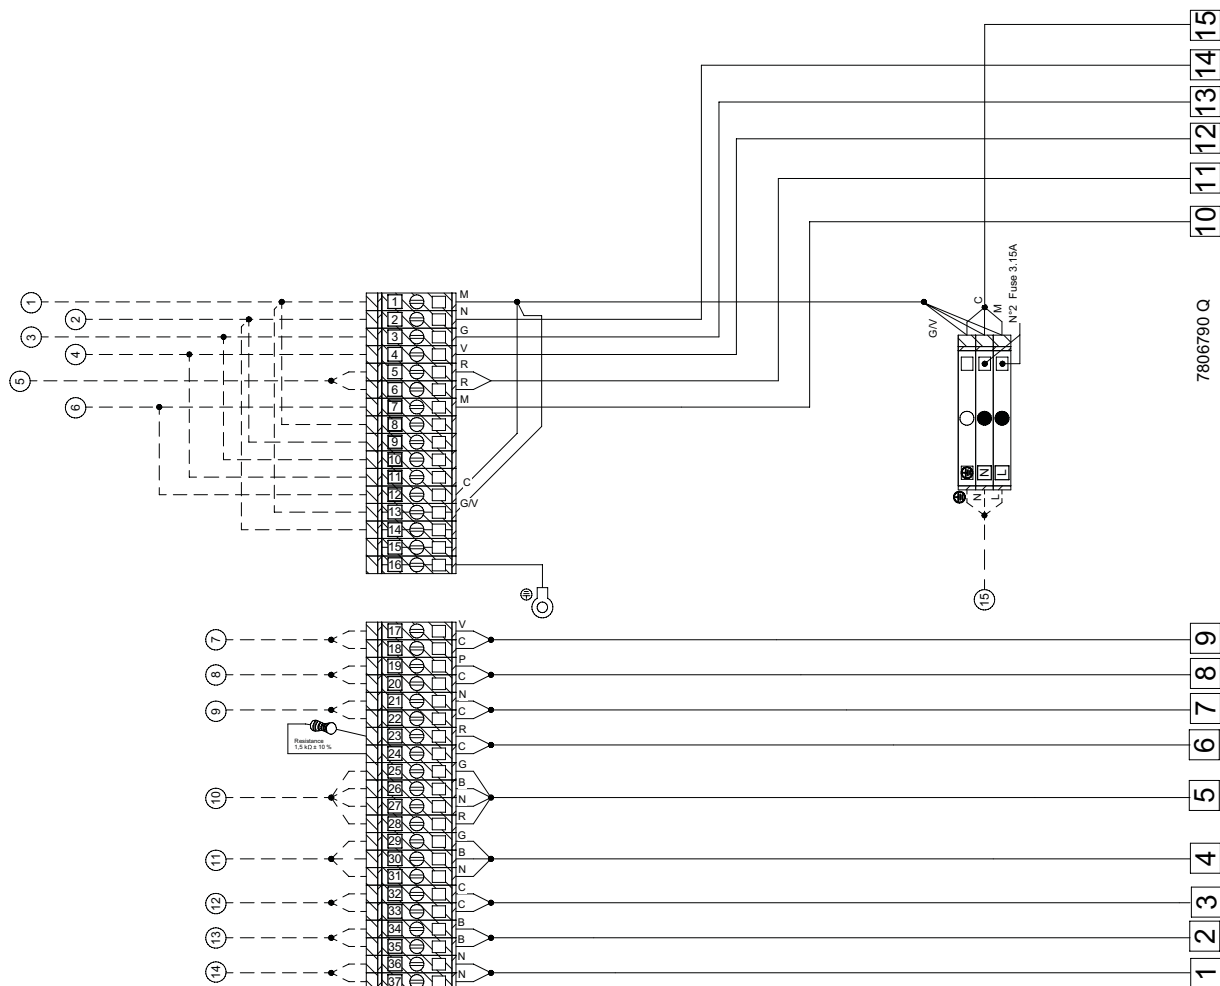 15
14
13
12
11
10
1
2
3
4
5
6
1 M
2 N
3 G
4 V
5 R
6 R
7 M
8
9
10
11
12 C
13 G/V
14
15
16
G/V
C
M
N°2 Fuse 3.15A
N
L
N
L
15
7806790 Q
7
17 V
18 C
9
8
19 P
20 C
8
9
21 N
22 C
7
Resistance
1,5 kΩ ± 10 %
23 R
24 C
6
10
25 G
26 B
27 N
28 R
5
11
29 G
30 B
31 N
4
12
32 C
33 C
3
13
34 B
35 B
2
14
36 N
37 N
1